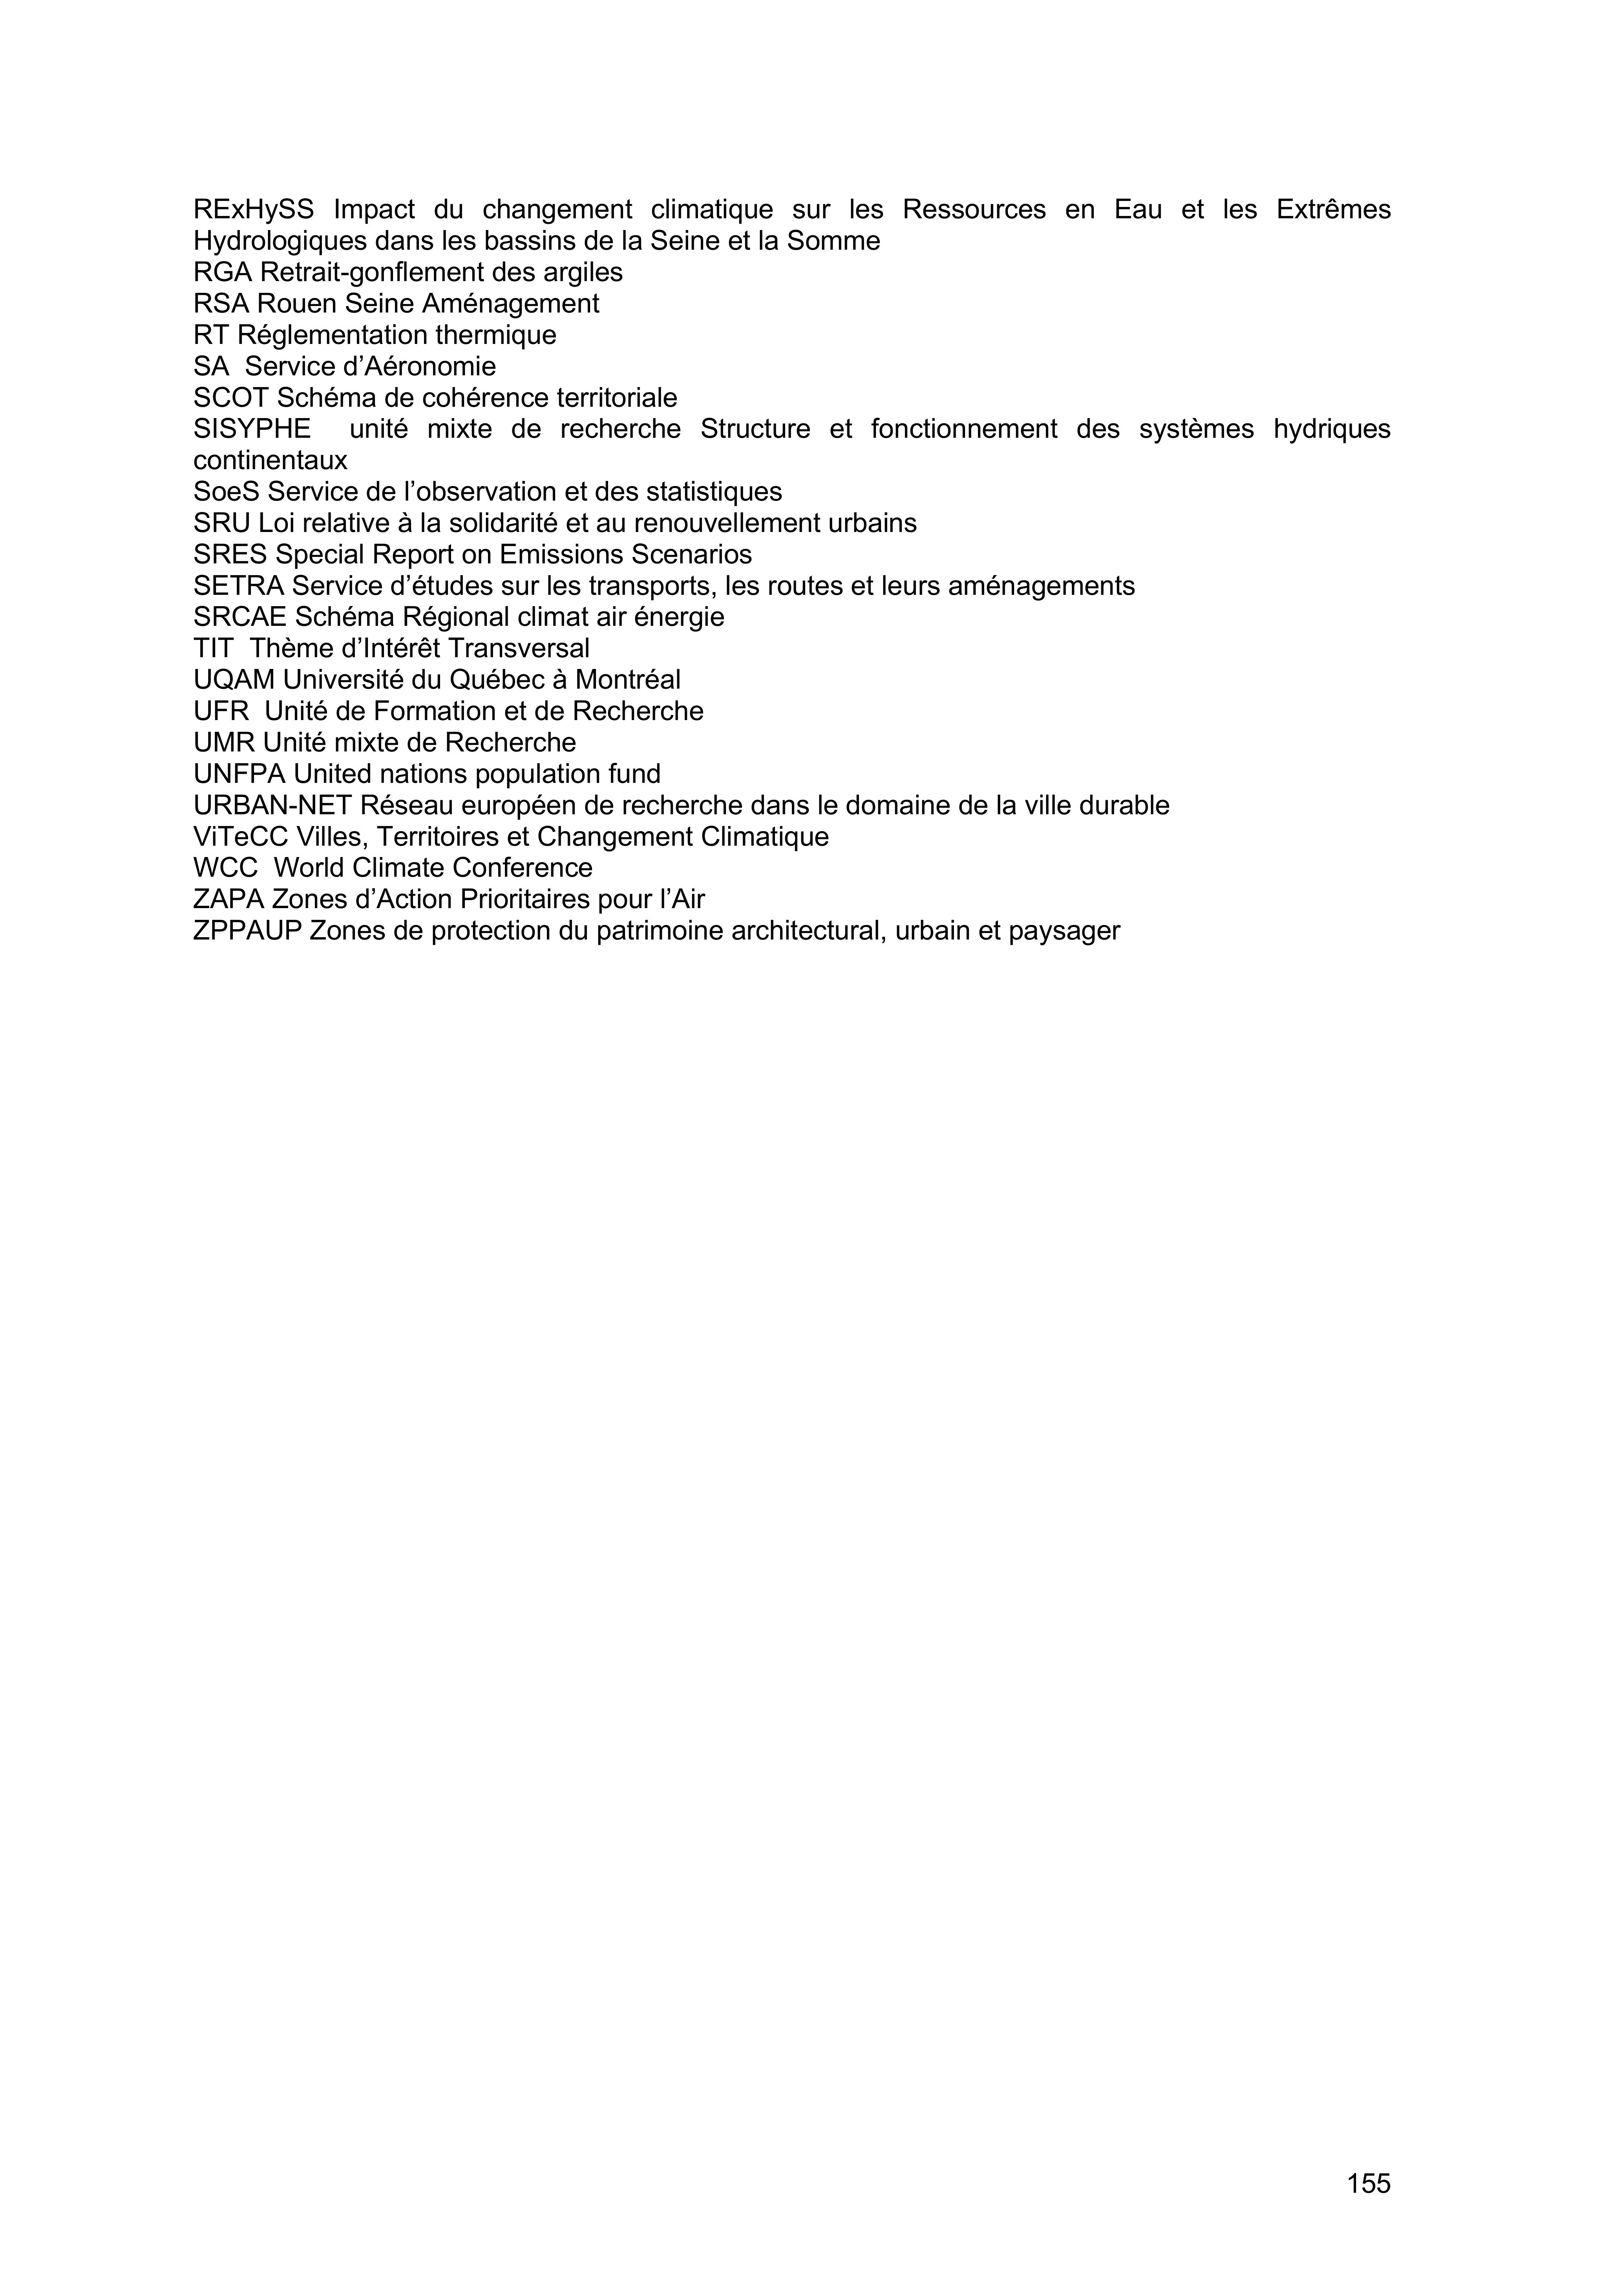 RExHySS Impact du changement climatique sur les Ressources en Eau et les Extrêmes
Hydrologiques dans les bassins de la Seine et la Somme
RGA Retrait-gonflement des argiles
RSA Rouen Seine Aménagement
RT Réglementation thermique
SA  Service d’Aéronomie
SCOT Schéma de cohérence territoriale
SISYPHE  unité mixte de recherche Structure et fonctionnement des systèmes hydriques
continentaux
SoeS Service de l’observation et des statistiques
SRU Loi relative à la solidarité et au renouvellement urbains
SRES Special Report on Emissions Scenarios
SETRA Service d’études sur les transports, les routes et leurs aménagements
SRCAE Schéma Régional climat air énergie
TIT  Thème d’Intérêt Transversal
UQAM Université du Québec à Montréal
UFR  Unité de Formation et de Recherche
UMR Unité mixte de Recherche
UNFPA United nations population fund
URBAN-NET Réseau européen de recherche dans le domaine de la ville durable
ViTeCC Villes, Territoires et Changement Climatique
WCC  World Climate Conference
ZAPA Zones d’Action Prioritaires pour l’Air
ZPPAUP Zones de protection du patrimoine architectural, urbain et paysager
155